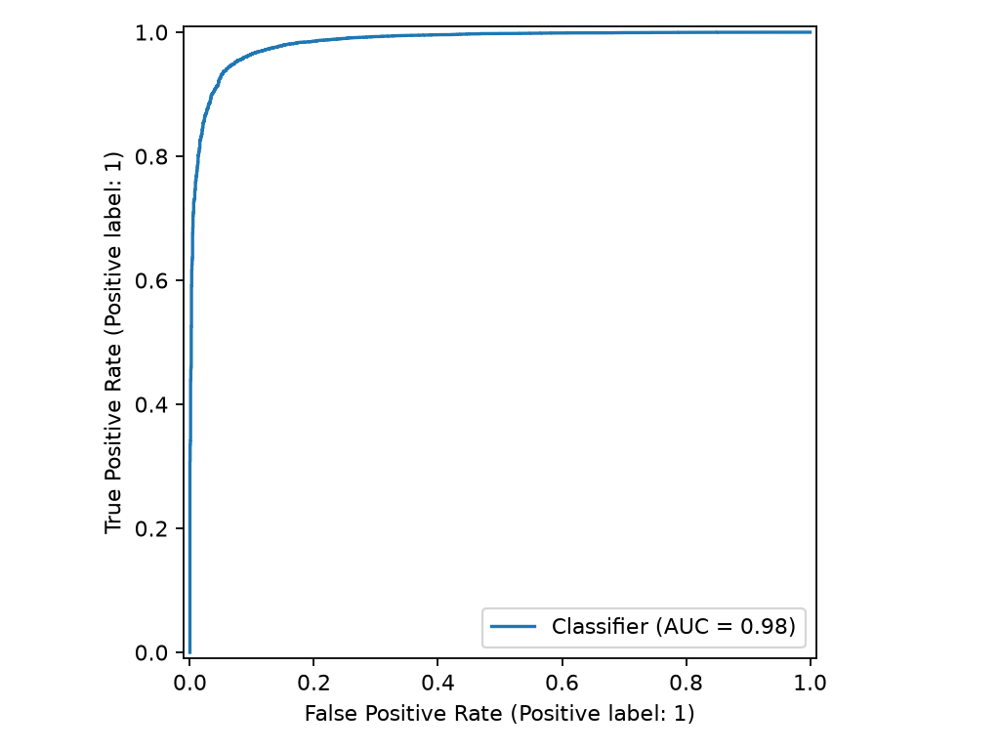 1.0
0.8
0.6
0.4
0.2
0.0
True Positive Rate (Positive label: 1)
Classifier (AUC = 0.98)
0.0 0.2 0.4 0.6 0.8 1.0
False Positive Rate (Positive label: 1)